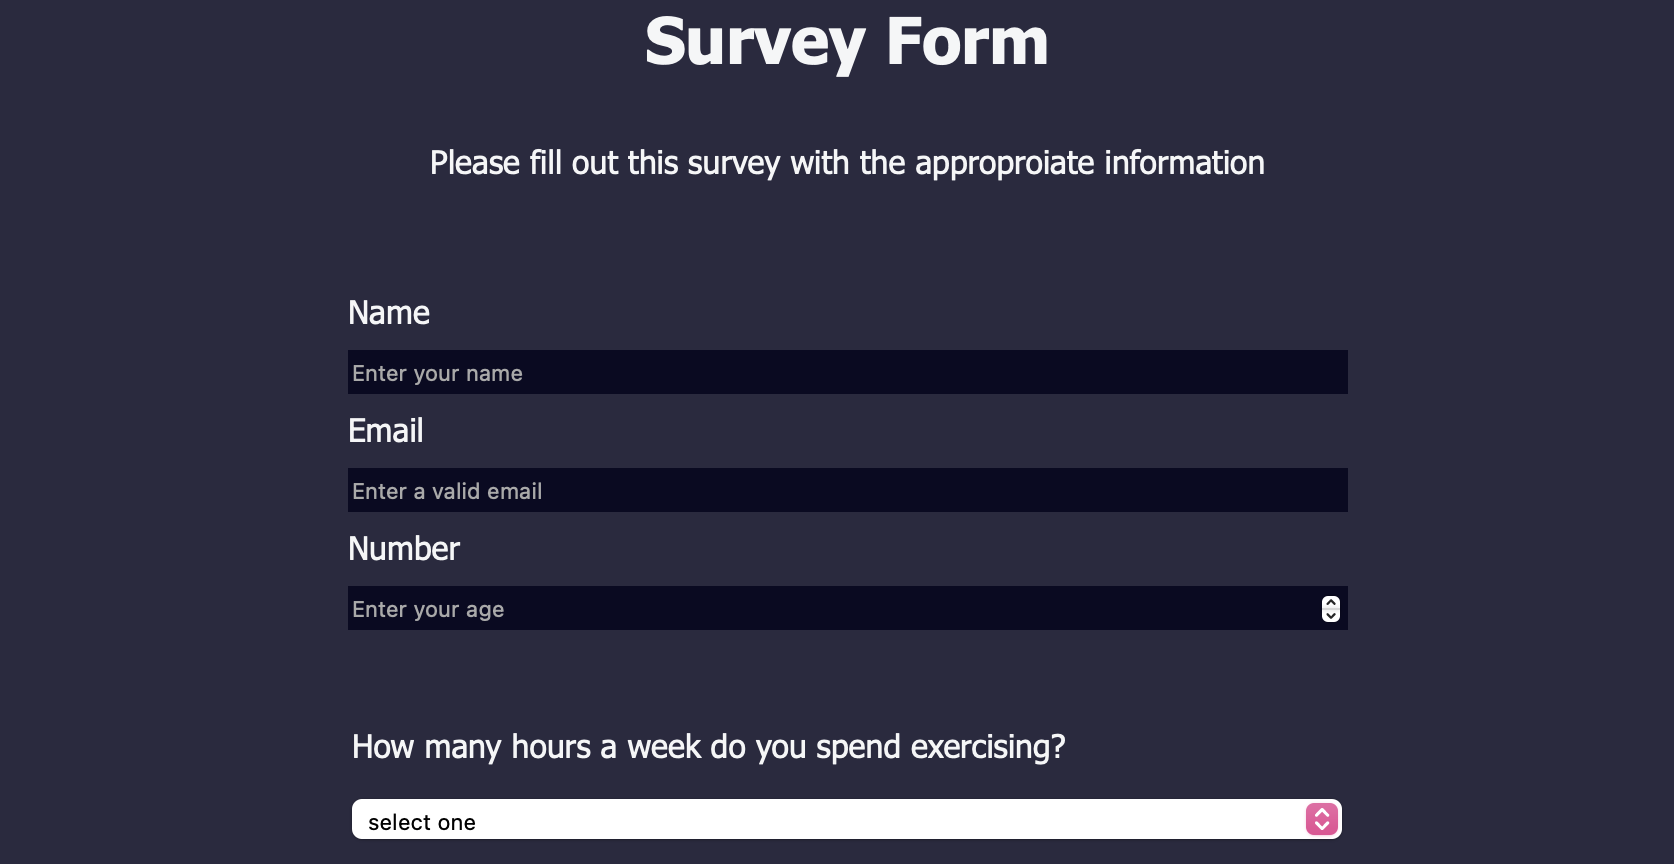 Survey Form
Please fill out this survey with the approproiate information
Name
Enter your name
Email
Enter a valid email
Number
Enter your age
How many hours a week do you spend exercising?
select one